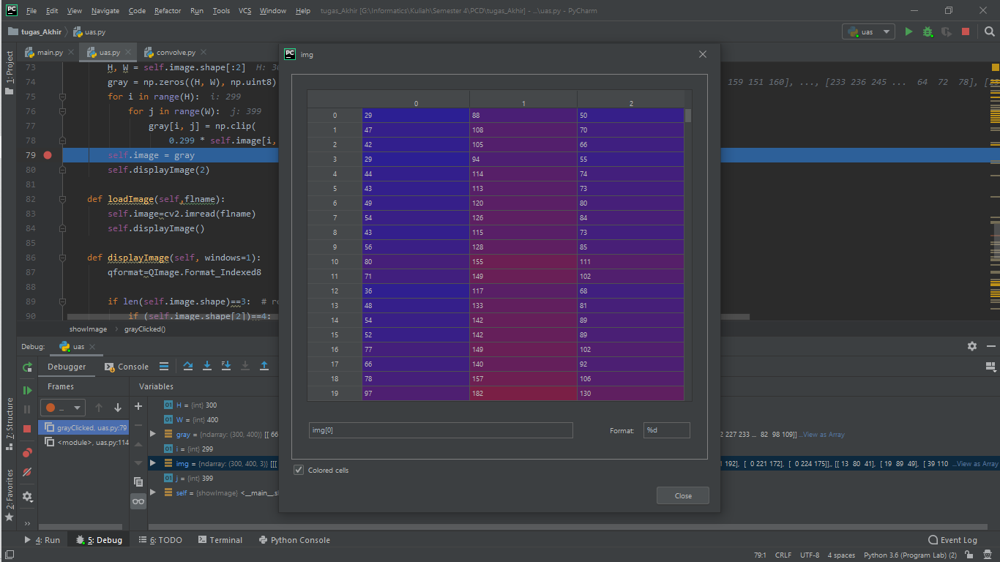 PC File Edit View Navigate Code Refactor Run Tools VCS Window Help tugas_Akhir [G:\Informatics\Kuliah\Semester 4\PCD\tugas_Akhir] - ...\uas.py - PyCharm
tugas_Akhir uas.py uas
main.py uas.py convolve.py
1: Project
7: Structure
2: Favorites
73 H, W = self.image.shape[:2] H:
74 gray = np.zeros((H, W), np.uint8) 159 151 160], ..., [233 236 245 ... 64 72 78],
75 for i in range(H): i: 299
76 for j in range(W): j: 399
77 gray[i, j] = np.clip(
78 0.299 * self.image[i,
79 self.image = gray
80 self.displayImage(2)
81
82 def loadImage(self,flname):
83 self.image=cv2.imread(flname)
84 self.displayImage()
85
86 def displayImage(self, windows=1):
87 qformat=QImage.Format_Indexed8
88
89 if len(self.image.shape)==3: #
90 if (self.image.shape[2])==4:
showImage grayClicked()
PC img
0 1 2
0 29 88 50
1 47 108 70
2 42 105 66
3 29 94 55
4 44 114 74
5 43 113 73
6 49 120 80
7 54 126 84
8 43 115 73
9 56 128 85
10 80 155 111
11 71 149 102
12 36 117 68
13 48 133 81
14 54 142 89
15 52 142 89
16 77 149 102
17 66 140 92
18 78 157 106
19 97 182 130
img[0] Format: %d
Colored cells
Close
Debug: uas
Debugger Console
Frames Variables
grayClicked, uas.py:79
<module>, uas.py:114
H = {int} 300
W = {int} 400
gray = {ndarray: (300, 400)} [[ 66 2 227 233 ... 82 98 109]] ...View as Array
i = {int} 299
img = {ndarray: (300, 400, 3)} [[[ 1 192], [ 0 221 172], [ 0 224 175]],, [[ 13 80 41], [ 19 89 49], [ 39 110 ...View as Array
j = {int} 399
self = {showImage} <__main__.
4: Run 5: Debug 6: TODO Terminal Python Console Event Log
79:1 CRLF UTF-8 4 spaces Python 3.6 (Program Lab) (2)